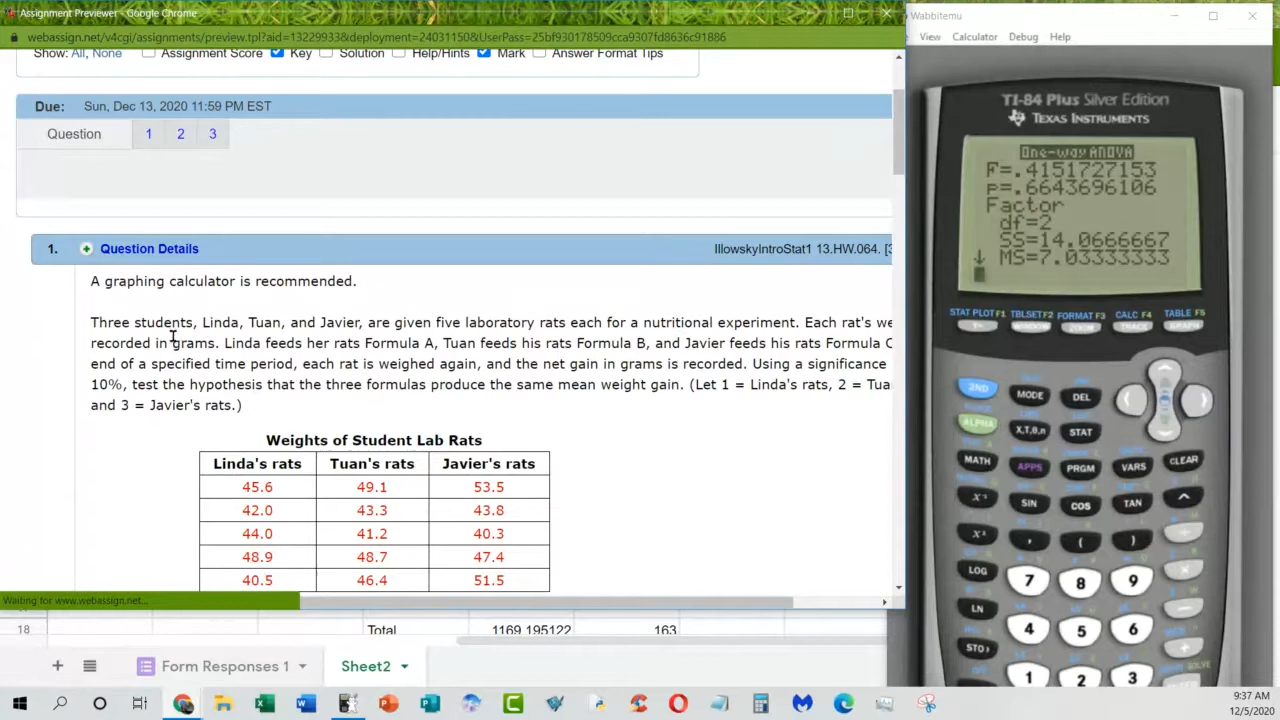 Assignment Previewer - Google Chrome
webassign.net/v4cgi/assignments/preview.tpl?aid=13229933&deployment=24031150&UserPass=25bf930178509cca9307fd8636c91886
Show: All, None Assignment Score Key Solution Help/Hints Mark Answer Format Tips
Due: Sun, Dec 13, 2020 11:59 PM EST
Question 1 2 3
1. Question Details IllowskyIntroStat1 13.HW.064. [3
A graphing calculator is recommended.
Three students, Linda, Tuan, and Javier, are given five laboratory rats each for a nutritional experiment. Each rat's we
recorded in grams. Linda feeds her rats Formula A, Tuan feeds his rats Formula B, and Javier feeds his rats Formula C
end of a specified time period, each rat is weighed again, and the net gain in grams is recorded. Using a significance
10%, test the hypothesis that the three formulas produce the same mean weight gain. (Let 1 = Linda's rats, 2 = Tua
and 3 = Javier's rats.)
Weights of Student Lab Rats
Linda's rats Tuan's rats Javier's rats
45.6 49.1 53.5
42.0 43.3 43.8
44.0 41.2 40.3
48.9 48.7 47.4
40.5 46.4 51.5
Waiting for www.webassign.net...
18 Total 1169.195122 163
Form Responses 1 Sheet2
Wabbitemu
View Calculator Debug Help
TI-84 Plus Silver Edition
TEXAS INSTRUMENTS
One-way ANOVA
F=.4151727153
p=.6643696106
Factor
df=2
SS=14.0666667
MS=7.03333333
STAT PLOT F1 TBLSET F2 FORMAT F3 CALC F4 TABLE F5
Y= WINDOW ZOOM TRACE GRAPH
2ND MODE DEL
ALPHA X,T,θ,n STAT
MATH APPS PRGM VARS CLEAR
SIN COS TAN ^
, ( )
LOG 7 8 9
LN 4 5 6
STO 1 2 3
9:37 AM
12/5/2020